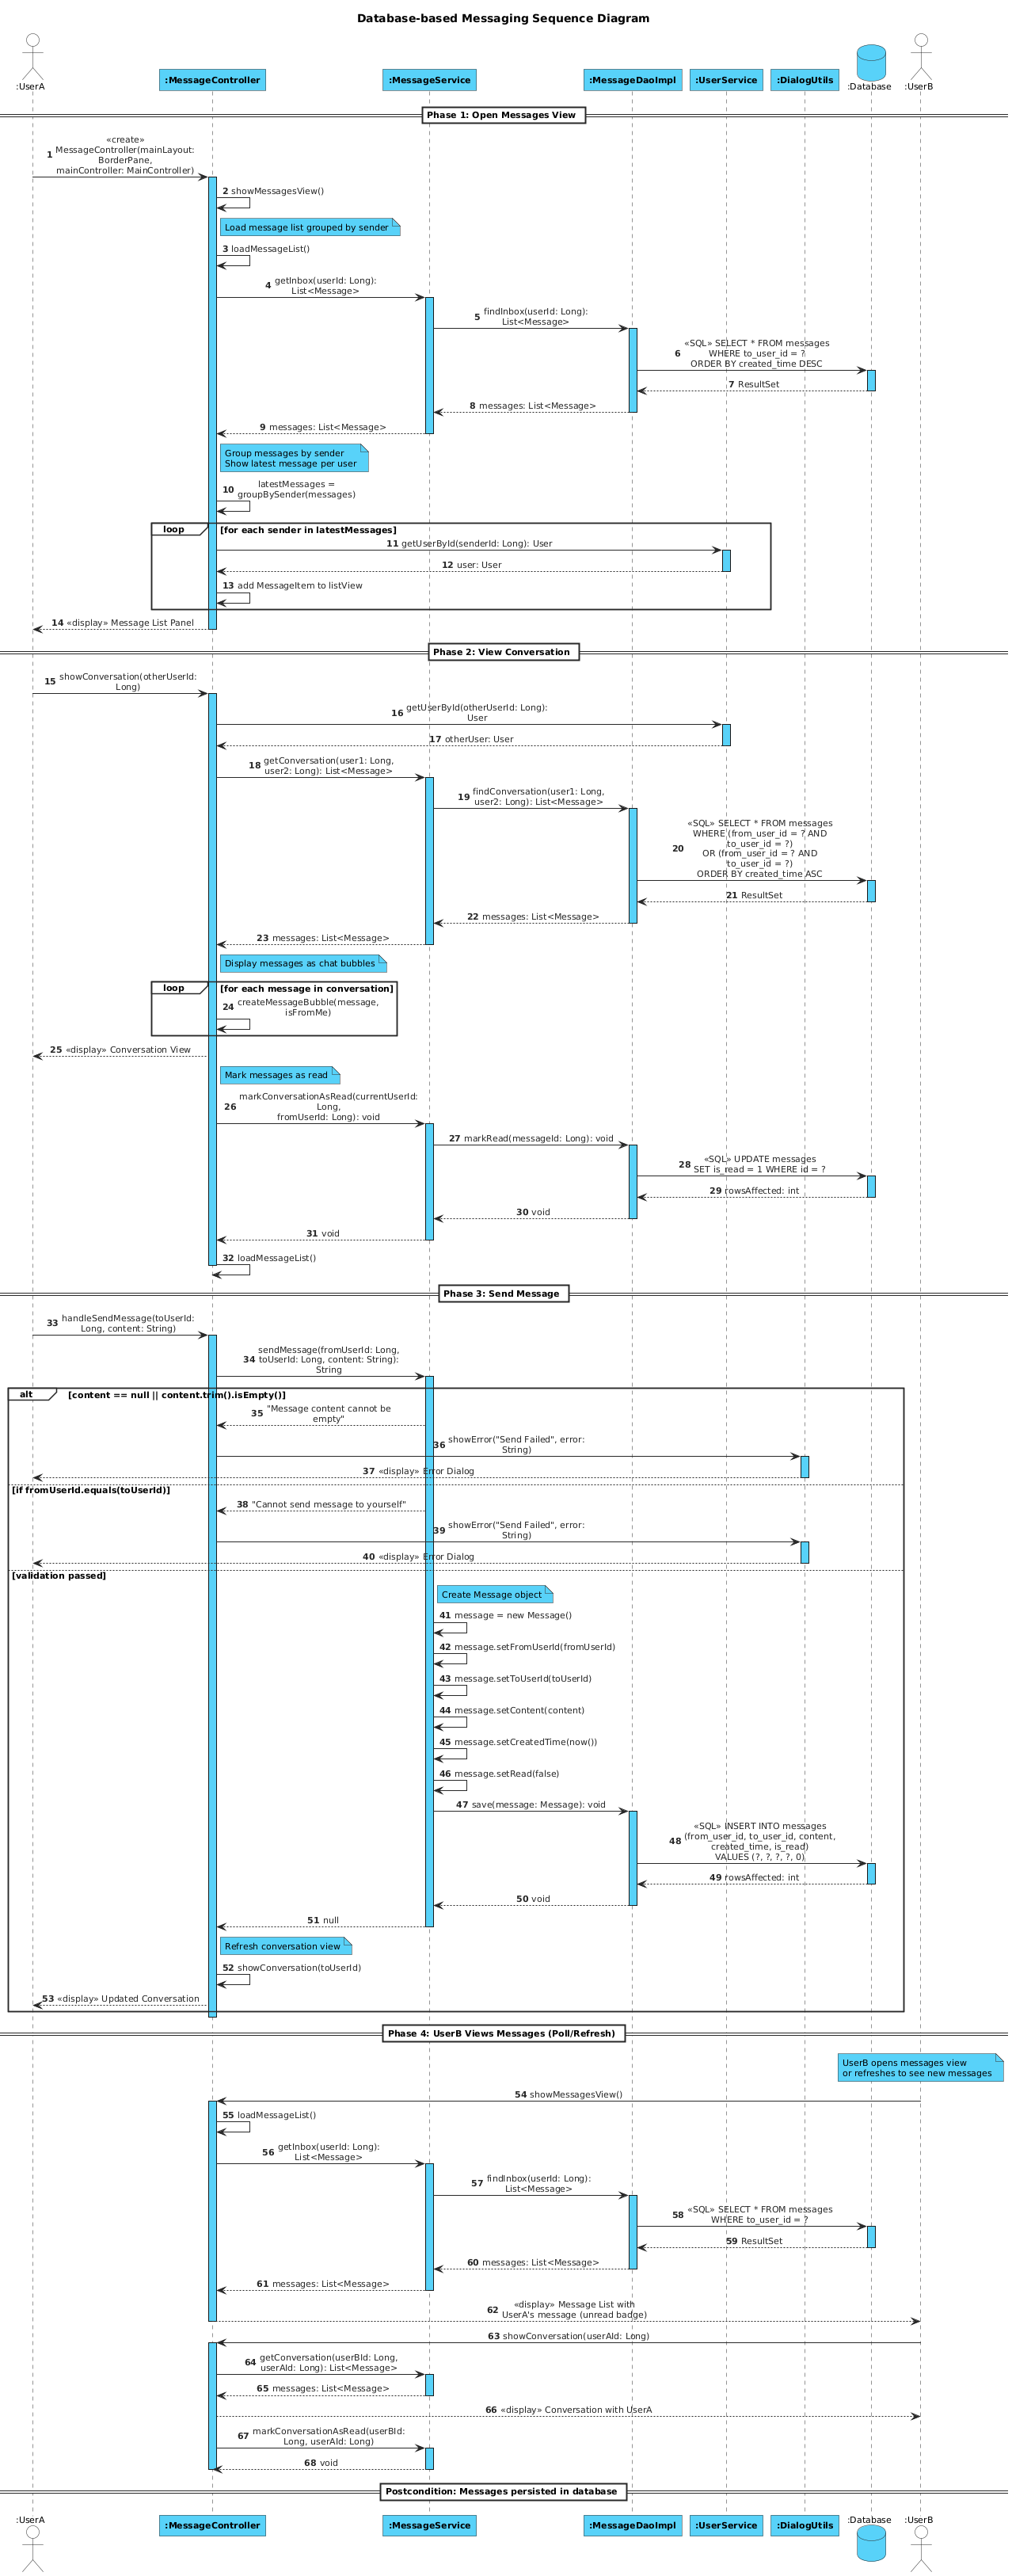 Database-based Messaging Sequence Diagram
:UserA
:MessageController
:MessageService
:MessageDaoImpl
:UserService
:DialogUtils
:Database
:UserB
Phase 1: Open Messages View
«create»
1 MessageController(mainLayout:
BorderPane,
mainController: MainController)
2 showMessagesView()
Load message list grouped by sender
3 loadMessageList()
4 getInbox(userId: Long):
List<Message>
5 findInbox(userId: Long):
List<Message>
«SQL» SELECT * FROM messages
6 WHERE to_user_id = ?
ORDER BY created_time DESC
7 ResultSet
8 messages: List<Message>
9 messages: List<Message>
Group messages by sender
Show latest message per user
10 latestMessages =
groupBySender(messages)
loop [for each sender in latestMessages]
11 getUserById(senderId: Long): User
12 user: User
13 add MessageItem to listView
14 «display» Message List Panel
Phase 2: View Conversation
15 showConversation(otherUserId:
Long)
16 getUserById(otherUserId: Long):
User
17 otherUser: User
18 getConversation(user1: Long,
user2: Long): List<Message>
19 findConversation(user1: Long,
user2: Long): List<Message>
«SQL» SELECT * FROM messages
WHERE (from_user_id = ? AND
20 to_user_id = ?)
OR (from_user_id = ? AND
to_user_id = ?)
ORDER BY created_time ASC
21 ResultSet
22 messages: List<Message>
23 messages: List<Message>
Display messages as chat bubbles
loop [for each message in conversation]
24 createMessageBubble(message,
isFromMe)
25 «display» Conversation View
Mark messages as read
26 markConversationAsRead(currentUserId:
Long,
fromUserId: Long): void
27 markRead(messageId: Long): void
28 «SQL» UPDATE messages
SET is_read = 1 WHERE id = ?
29 rowsAffected: int
30 void
31 void
32 loadMessageList()
Phase 3: Send Message
33 handleSendMessage(toUserId:
Long, content: String)
sendMessage(fromUserId: Long,
34 toUserId: Long, content: String):
String
alt [content == null || content.trim().isEmpty()]
35 "Message content cannot be
empty"
36 showError("Send Failed", error:
String)
37 «display» Error Dialog
[if fromUserId.equals(toUserId)]
38 "Cannot send message to yourself"
39 showError("Send Failed", error:
String)
40 «display» Error Dialog
[validation passed]
Create Message object
41 message = new Message()
42 message.setFromUserId(fromUserId)
43 message.setToUserId(toUserId)
44 message.setContent(content)
45 message.setCreatedTime(now())
46 message.setRead(false)
47 save(message: Message): void
«SQL» INSERT INTO messages
48 (from_user_id, to_user_id, content,
created_time, is_read)
VALUES (?, ?, ?, ?, 0)
49 rowsAffected: int
50 void
51 null
Refresh conversation view
52 showConversation(toUserId)
53 «display» Updated Conversation
Phase 4: UserB Views Messages (Poll/Refresh)
UserB opens messages view
or refreshes to see new messages
54 showMessagesView()
55 loadMessageList()
56 getInbox(userId: Long):
List<Message>
57 findInbox(userId: Long):
List<Message>
58 «SQL» SELECT * FROM messages
WHERE to_user_id = ?
59 ResultSet
60 messages: List<Message>
61 messages: List<Message>
62 «display» Message List with
UserA's message (unread badge)
63 showConversation(userAId: Long)
64 getConversation(userBId: Long,
userAId: Long): List<Message>
65 messages: List<Message>
66 «display» Conversation with UserA
67 markConversationAsRead(userBId:
Long, userAId: Long)
68 void
Postcondition: Messages persisted in database
:UserA
:MessageController
:MessageService
:MessageDaoImpl
:UserService
:DialogUtils
:Database
:UserB